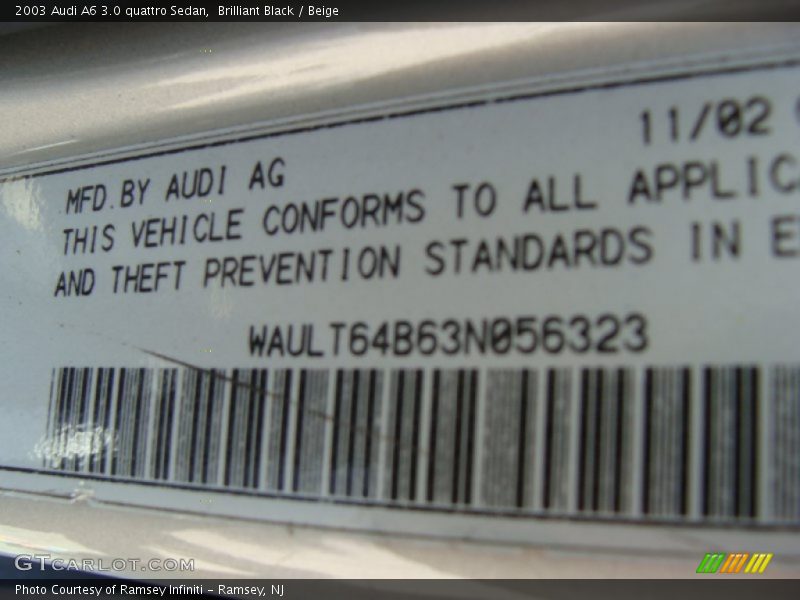 2003 Audi A6 3.0 quattro Sedan,  Brilliant Black / Beige
11/02
MFD.BY AUDI AG
THIS VEHICLE CONFORMS TO ALL APPLIC
AND THEFT PREVENTION STANDARDS IN E
WAULT64B63N056323
GTCARLOT.COM
Photo Courtesy of Ramsey Infiniti – Ramsey, NJ